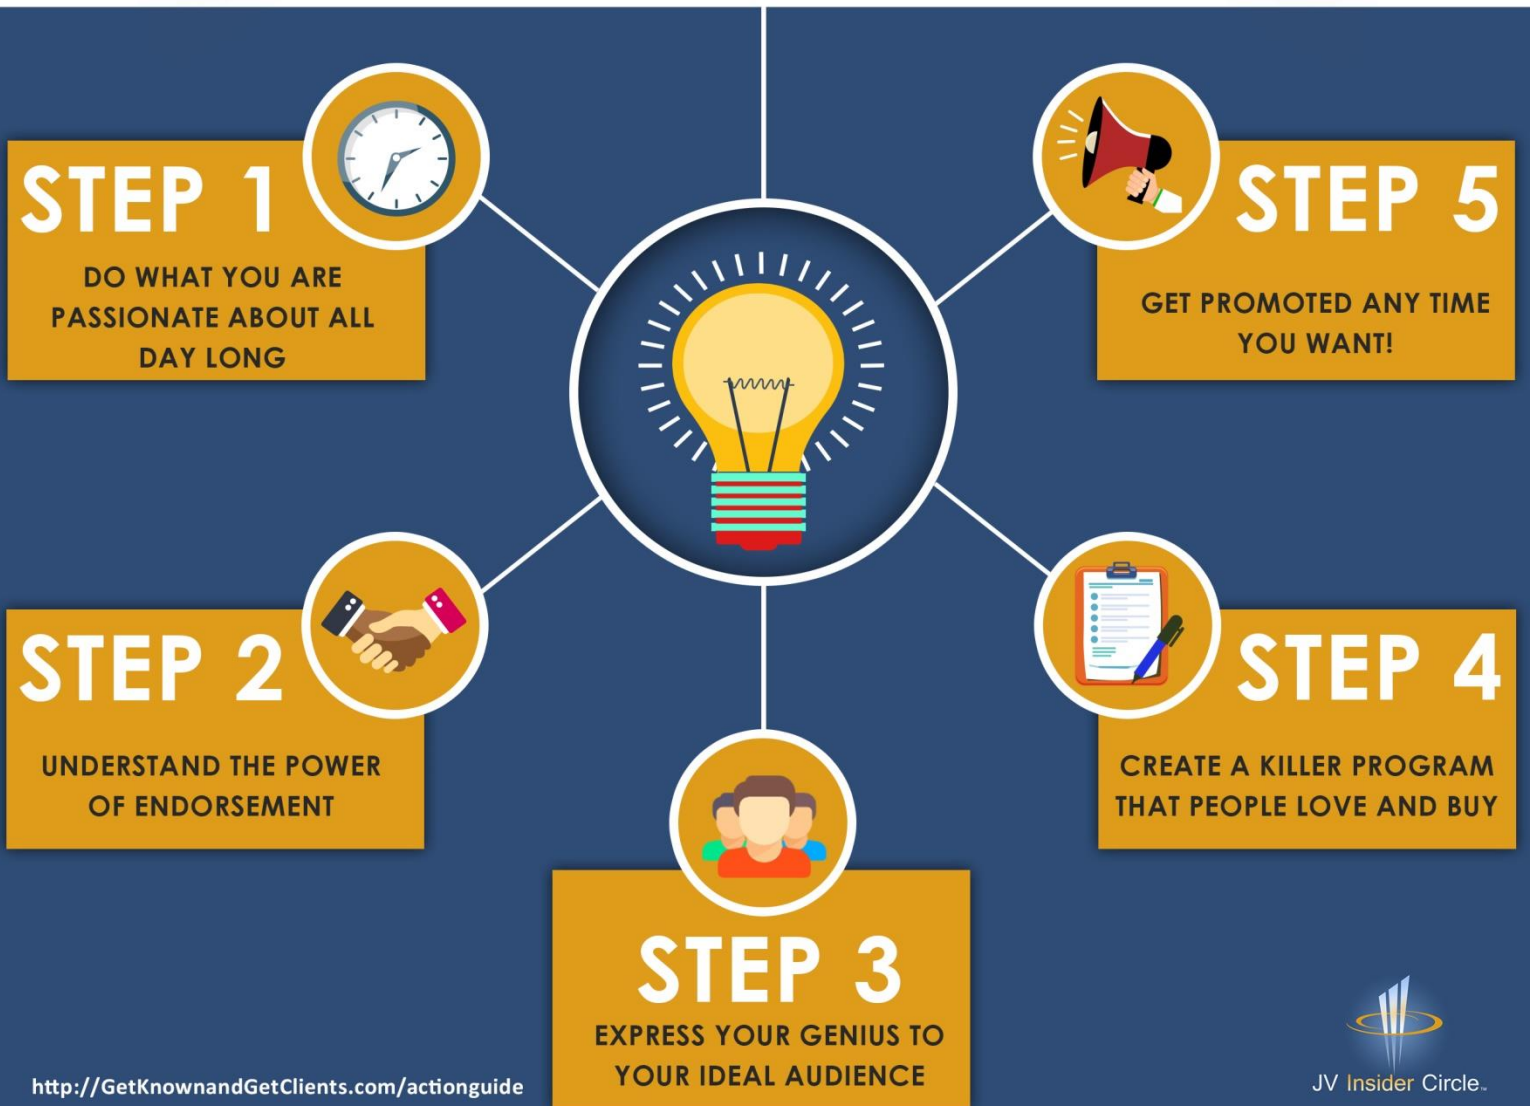 STEP 1
DO WHAT YOU ARE
PASSIONATE ABOUT ALL
DAY LONG
STEP 2
UNDERSTAND THE POWER
OF ENDORSEMENT
STEP 3
EXPRESS YOUR GENIUS TO
YOUR IDEAL AUDIENCE
STEP 4
CREATE A KILLER PROGRAM
THAT PEOPLE LOVE AND BUY
STEP 5
GET PROMOTED ANY TIME
YOU WANT!
http://GetKnownandGetClients.com/actionguide
JV Insider Circle™